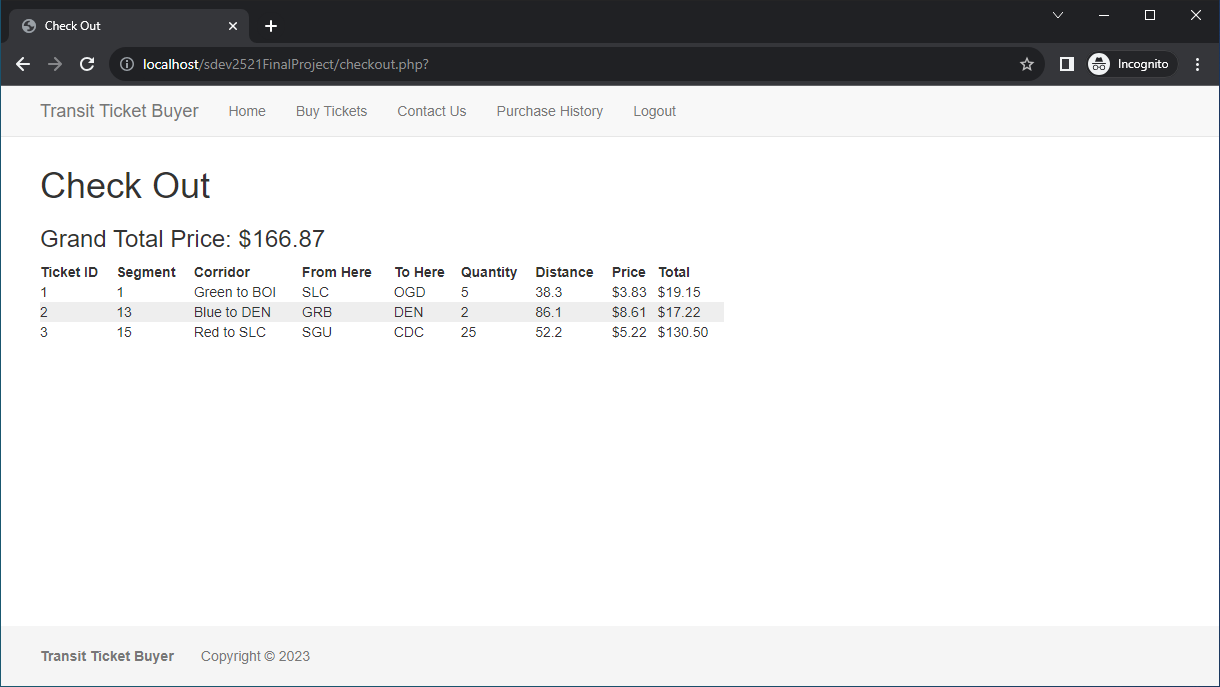 Check Out
localhost/sdev2521FinalProject/checkout.php?
Incognito
Transit Ticket Buyer Home Buy Tickets Contact Us Purchase History Logout
Check Out
Grand Total Price: $166.87
Ticket ID Segment Corridor From Here To Here Quantity Distance Price Total
1 1 Green to BOI SLC OGD 5 38.3 $3.83 $19.15
2 13 Blue to DEN GRB DEN 2 86.1 $8.61 $17.22
3 15 Red to SLC SGU CDC 25 52.2 $5.22 $130.50
Transit Ticket Buyer Copyright © 2023